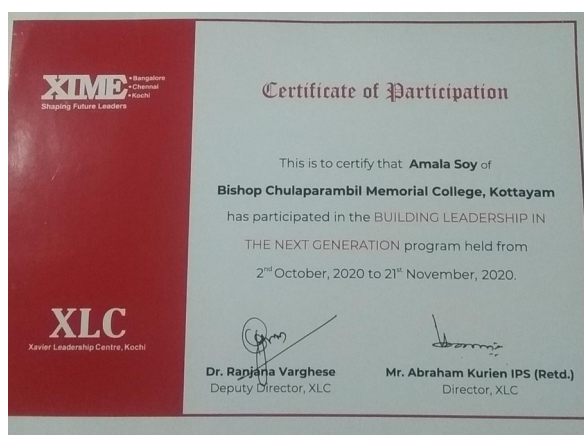 XIME
• Bangalore
• Chennai
• Kochi
Shaping Future Leaders
Certificate of Participation
This is to certify that Amala Soy of
Bishop Chulaparambil Memorial College, Kottayam
has participated in the BUILDING LEADERSHIP IN
THE NEXT GENERATION program held from
2nd October, 2020 to 21st November, 2020.
XLC
Xavier Leadership Centre, Kochi
Dr. Ranjana Varghese
Deputy Director, XLC
Mr. Abraham Kurien IPS (Retd.)
Director, XLC